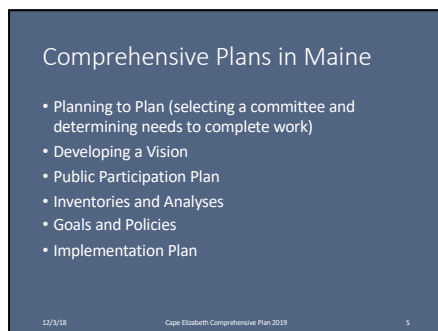 Comprehensive Plans in Maine
• Planning to Plan (selecting a committee and
determining needs to complete work)
• Developing a Vision
• Public Participation Plan
• Inventories and Analyses
• Goals and Policies
• Implementation Plan
12/3/18 Cape Elizabeth Comprehensive Plan 2019 5